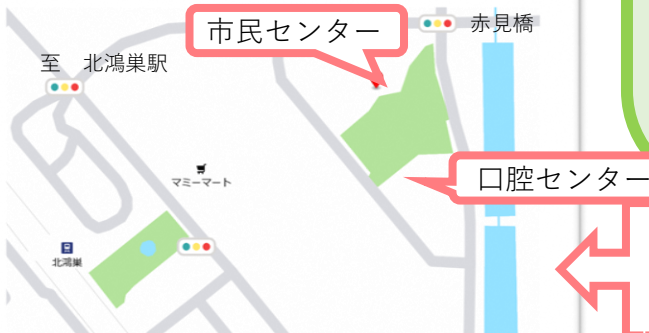 市民センター
赤見橋
至　北鴻巣駅
マミーマート
口腔センター
北鴻巣